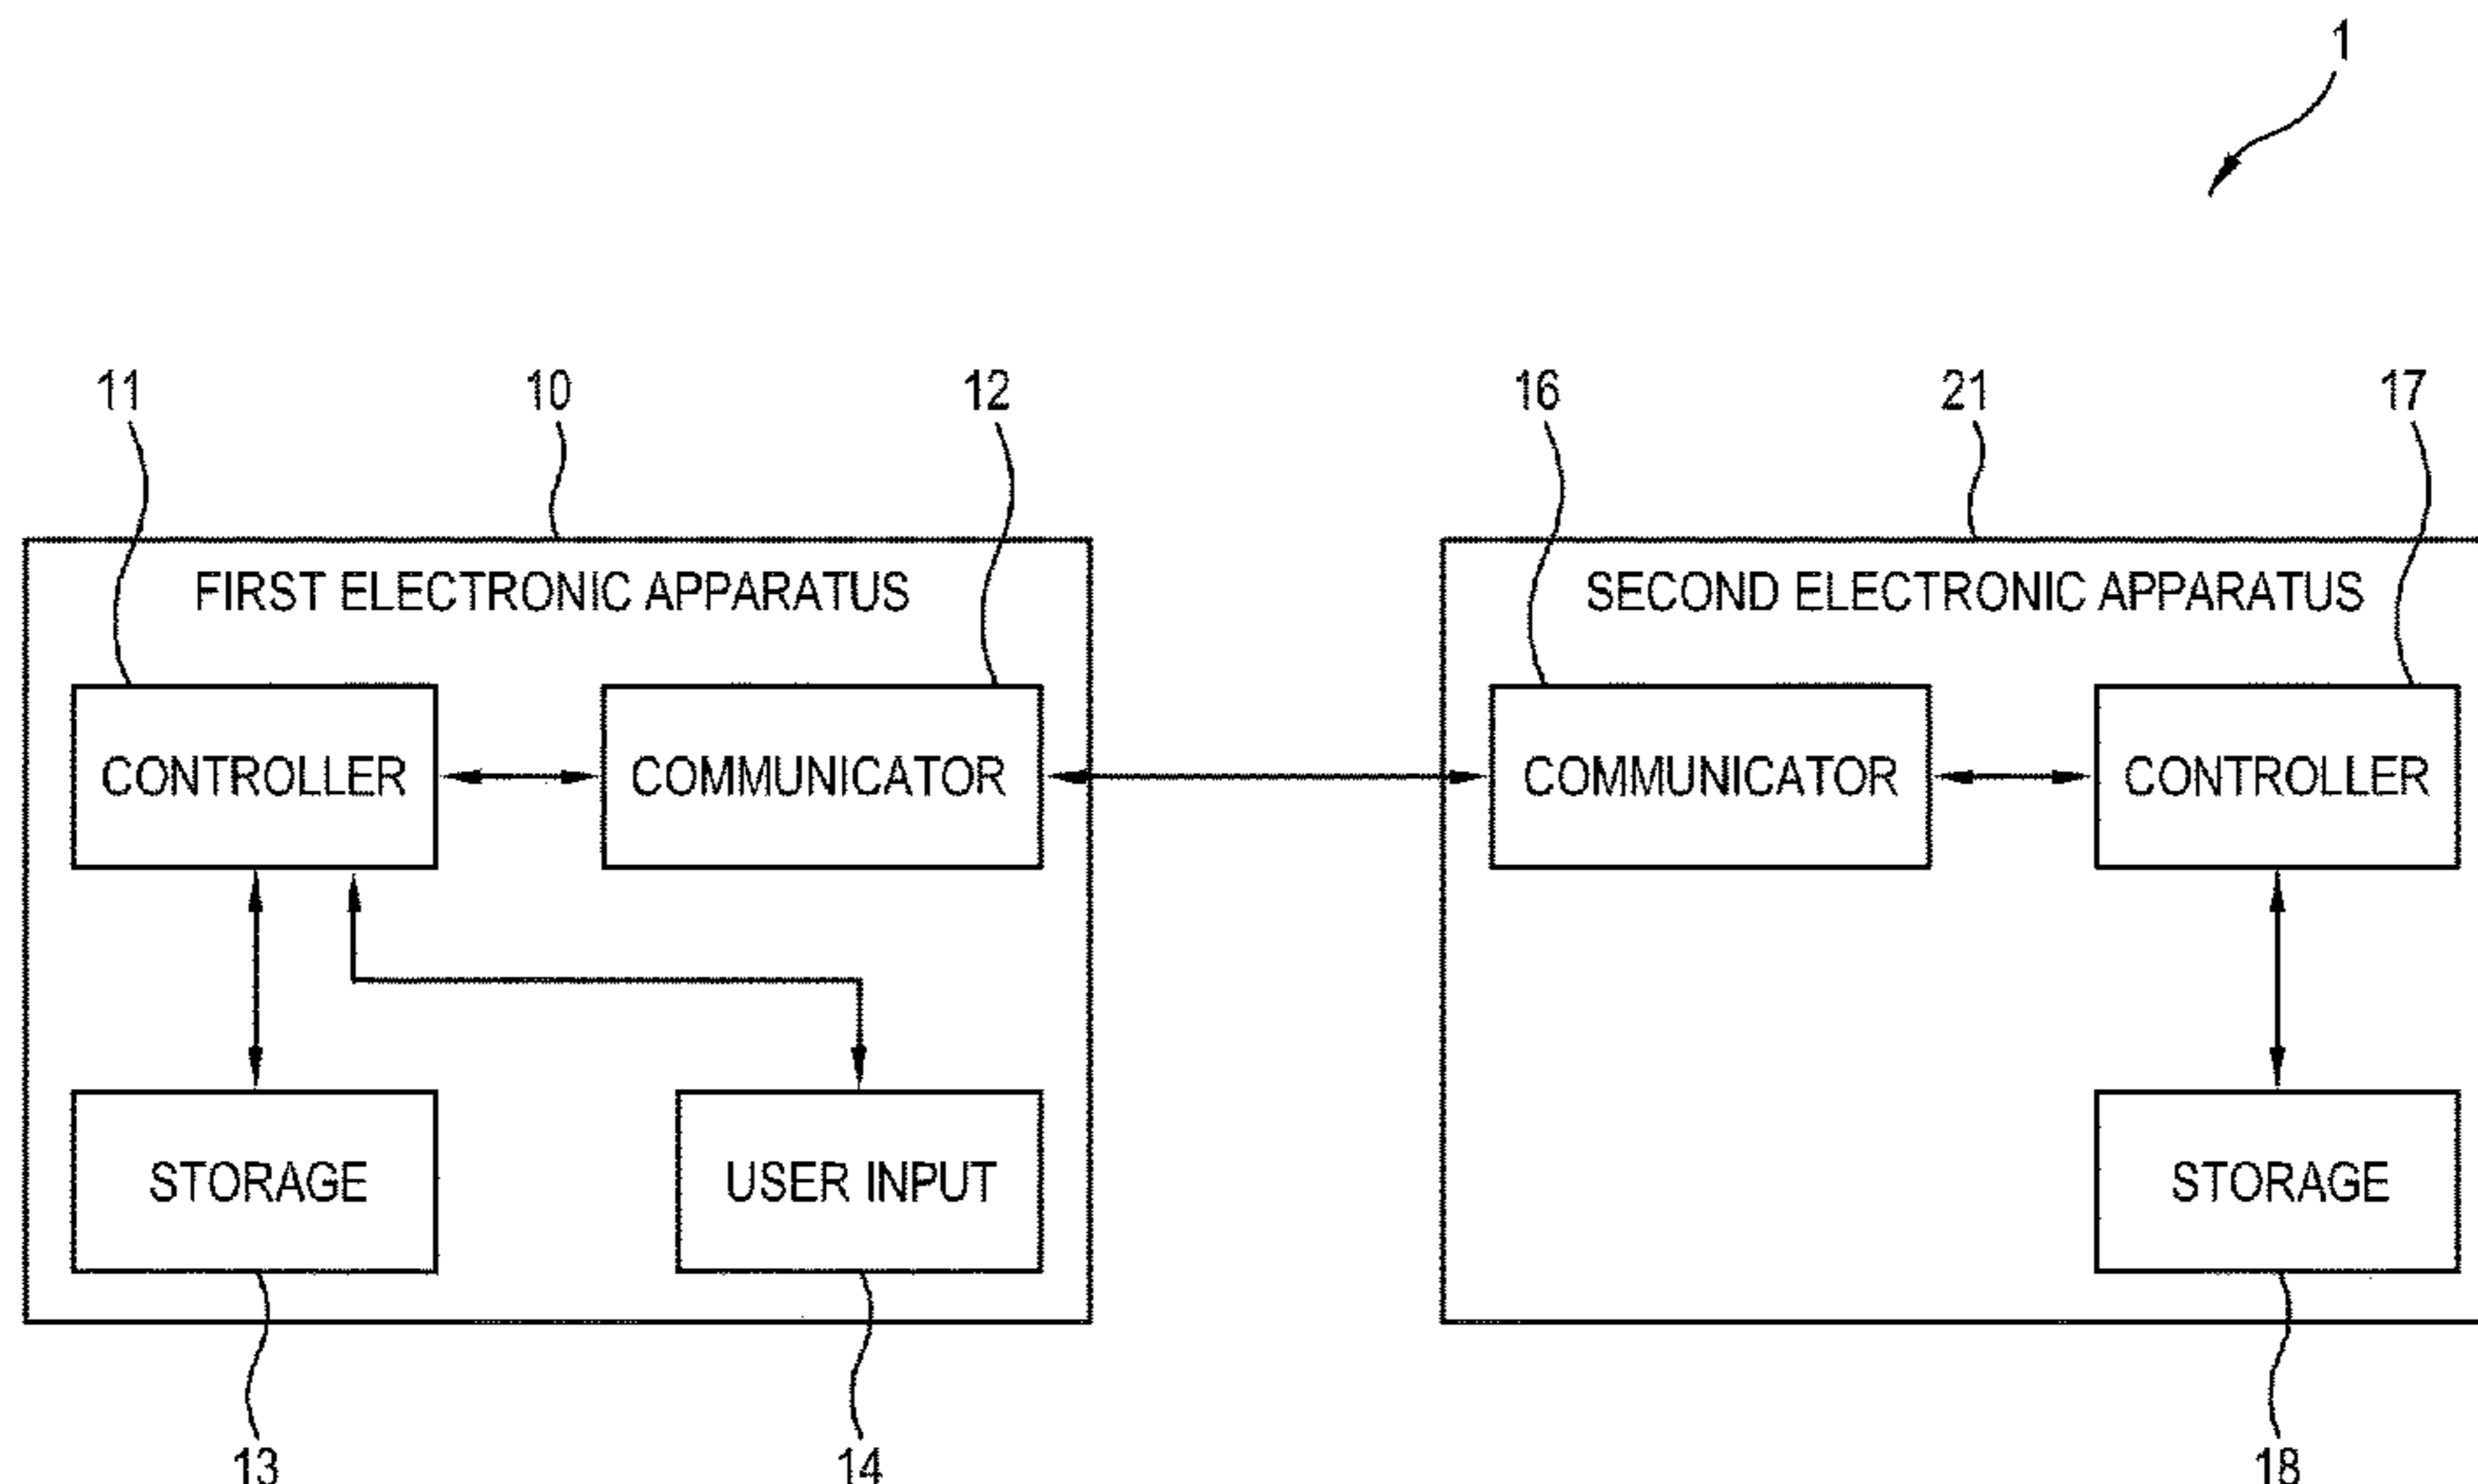 1
11
10
12
16
21
17
FIRST ELECTRONIC APPARATUS
SECOND ELECTRONIC APPARATUS
CONTROLLER
COMMUNICATOR
COMMUNICATOR
CONTROLLER
STORAGE
USER INPUT
STORAGE
13
14
18